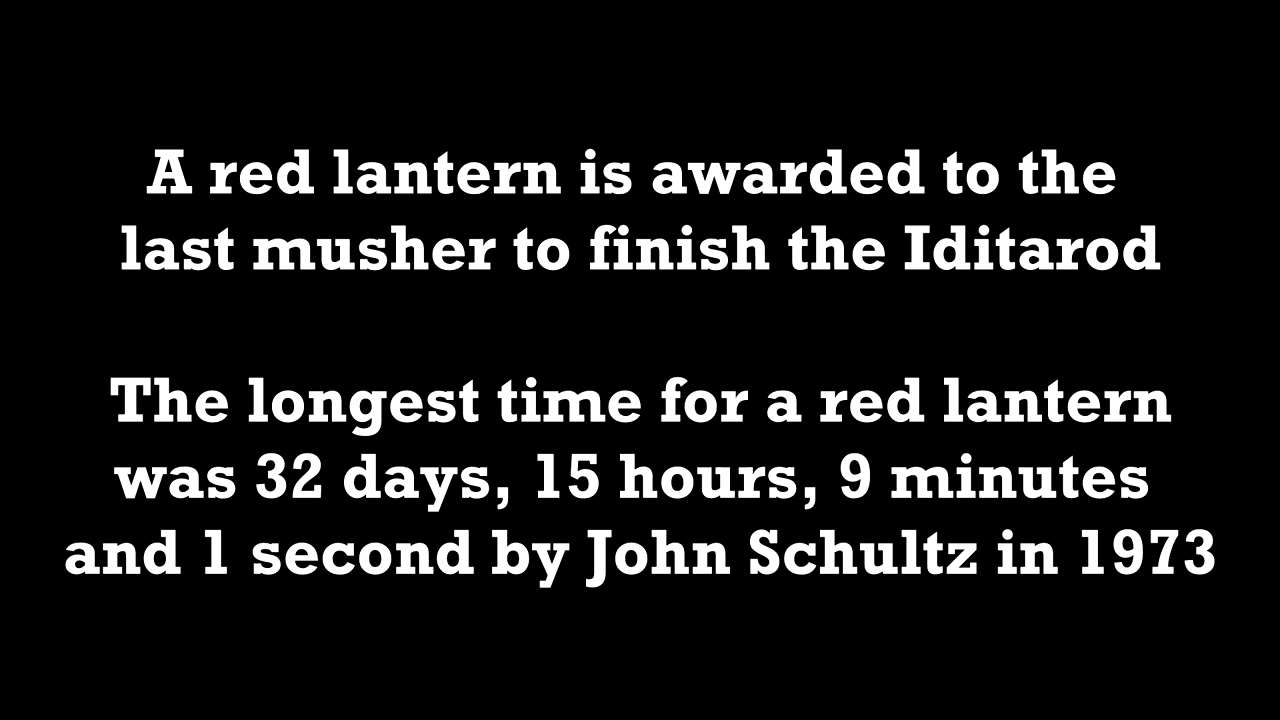 A red lantern is awarded to the
last musher to finish the Iditarod
The longest time for a red lantern
was 32 days, 15 hours, 9 minutes
and 1 second by John Schultz in 1973